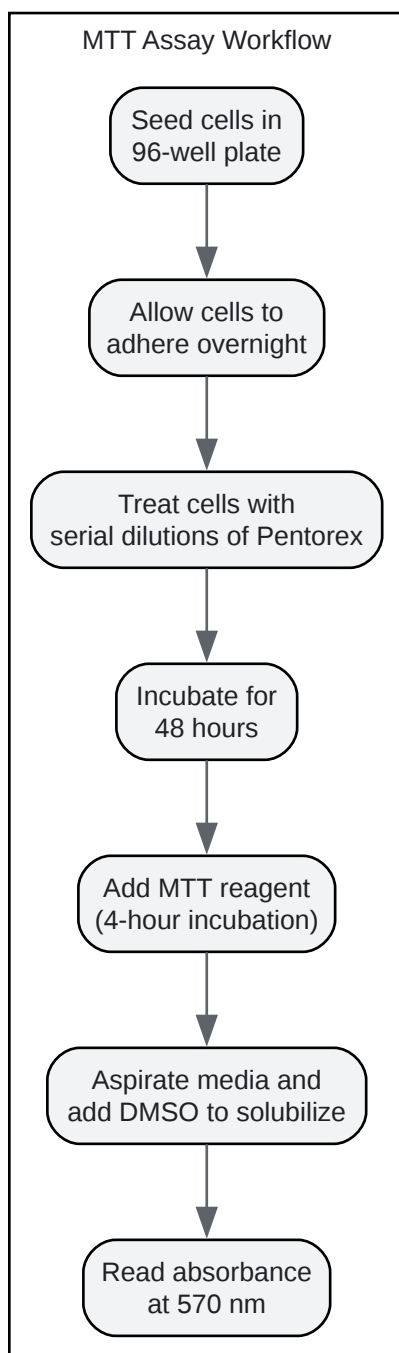 MTT Assay Workflow
Seed cells in
96-well plate
Allow cells to
adhere overnight
Treat cells with
serial dilutions of Pentorex
Incubate for
48 hours
Add MTT reagent
(4-hour incubation)
Aspirate media and
add DMSO to solubilize
Read absorbance
at 570 nm